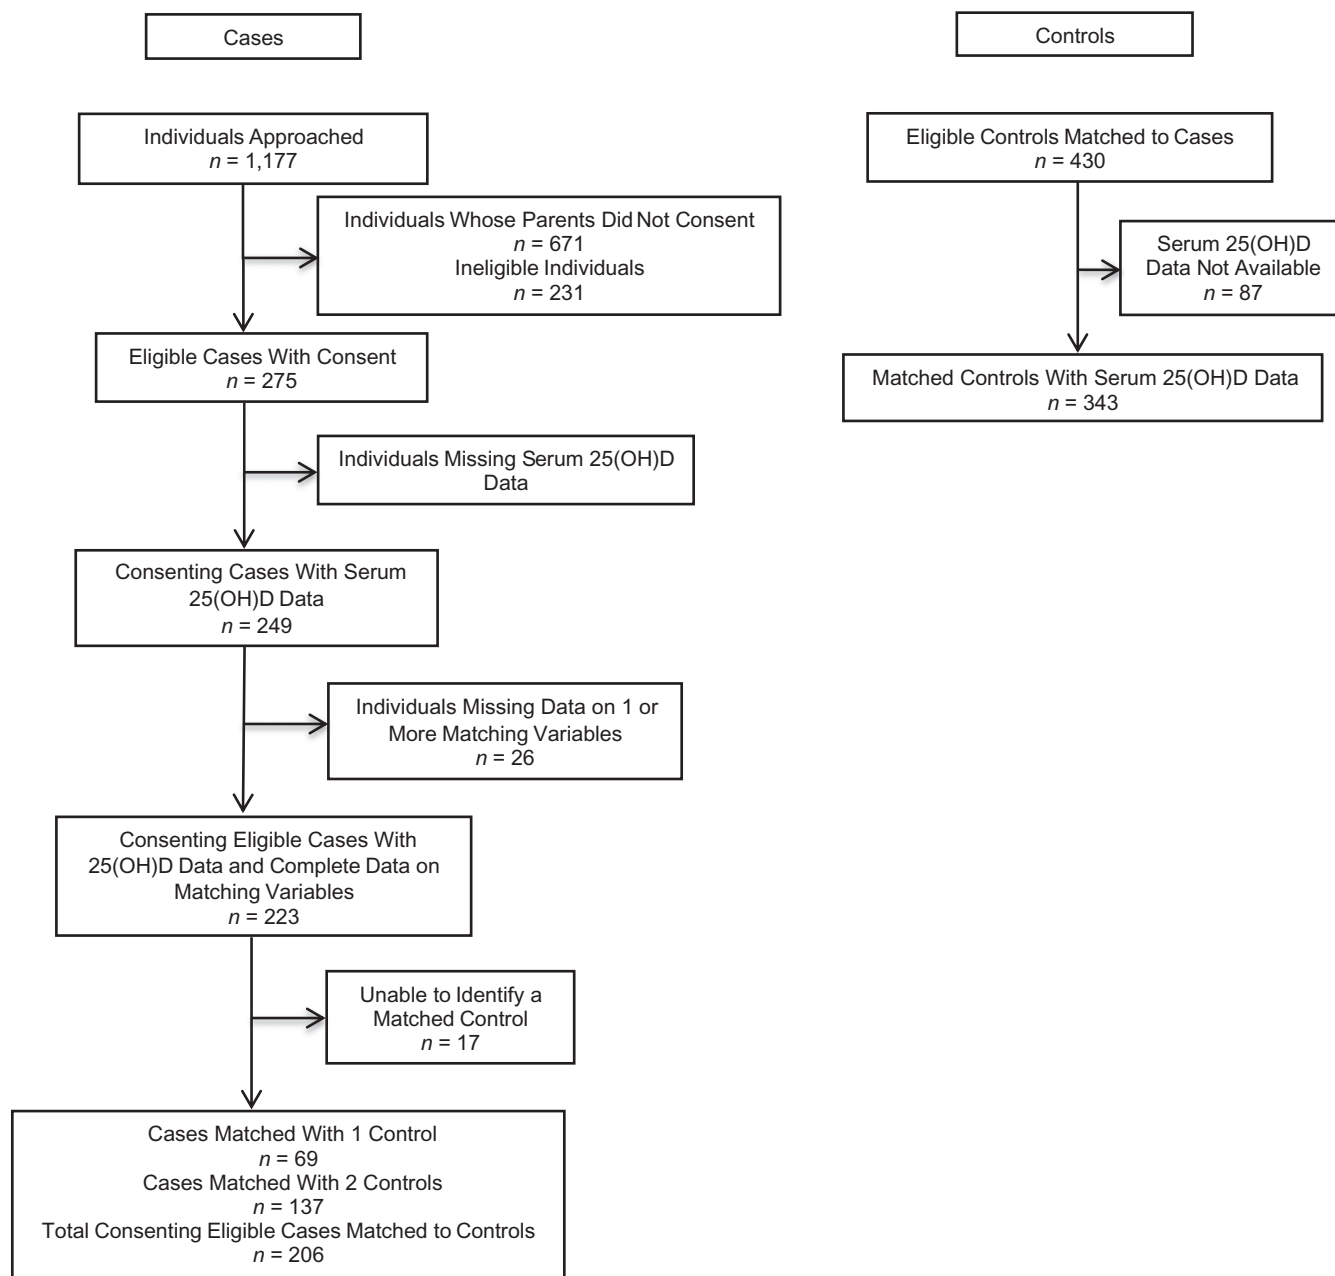 Cases
Individuals Approached
n = 1,177
Individuals Whose Parents Did Not Consent
n = 671
Ineligible Individuals
n = 231
Eligible Cases With Consent
n = 275
Individuals Missing Serum 25(OH)D
Data
Consenting Cases With Serum
25(OH)D Data
n = 249
Individuals Missing Data on 1 or
More Matching Variables
n = 26
Consenting Eligible Cases With
25(OH)D Data and Complete Data on
Matching Variables
n = 223
Unable to Identify a
Matched Control
n = 17
Cases Matched With 1 Control
n = 69
Cases Matched With 2 Controls
n = 137
Total Consenting Eligible Cases Matched to Controls
n = 206
Controls
Eligible Controls Matched to Cases
n = 430
Serum 25(OH)D
Data Not Available
n = 87
Matched Controls With Serum 25(OH)D Data
n = 343